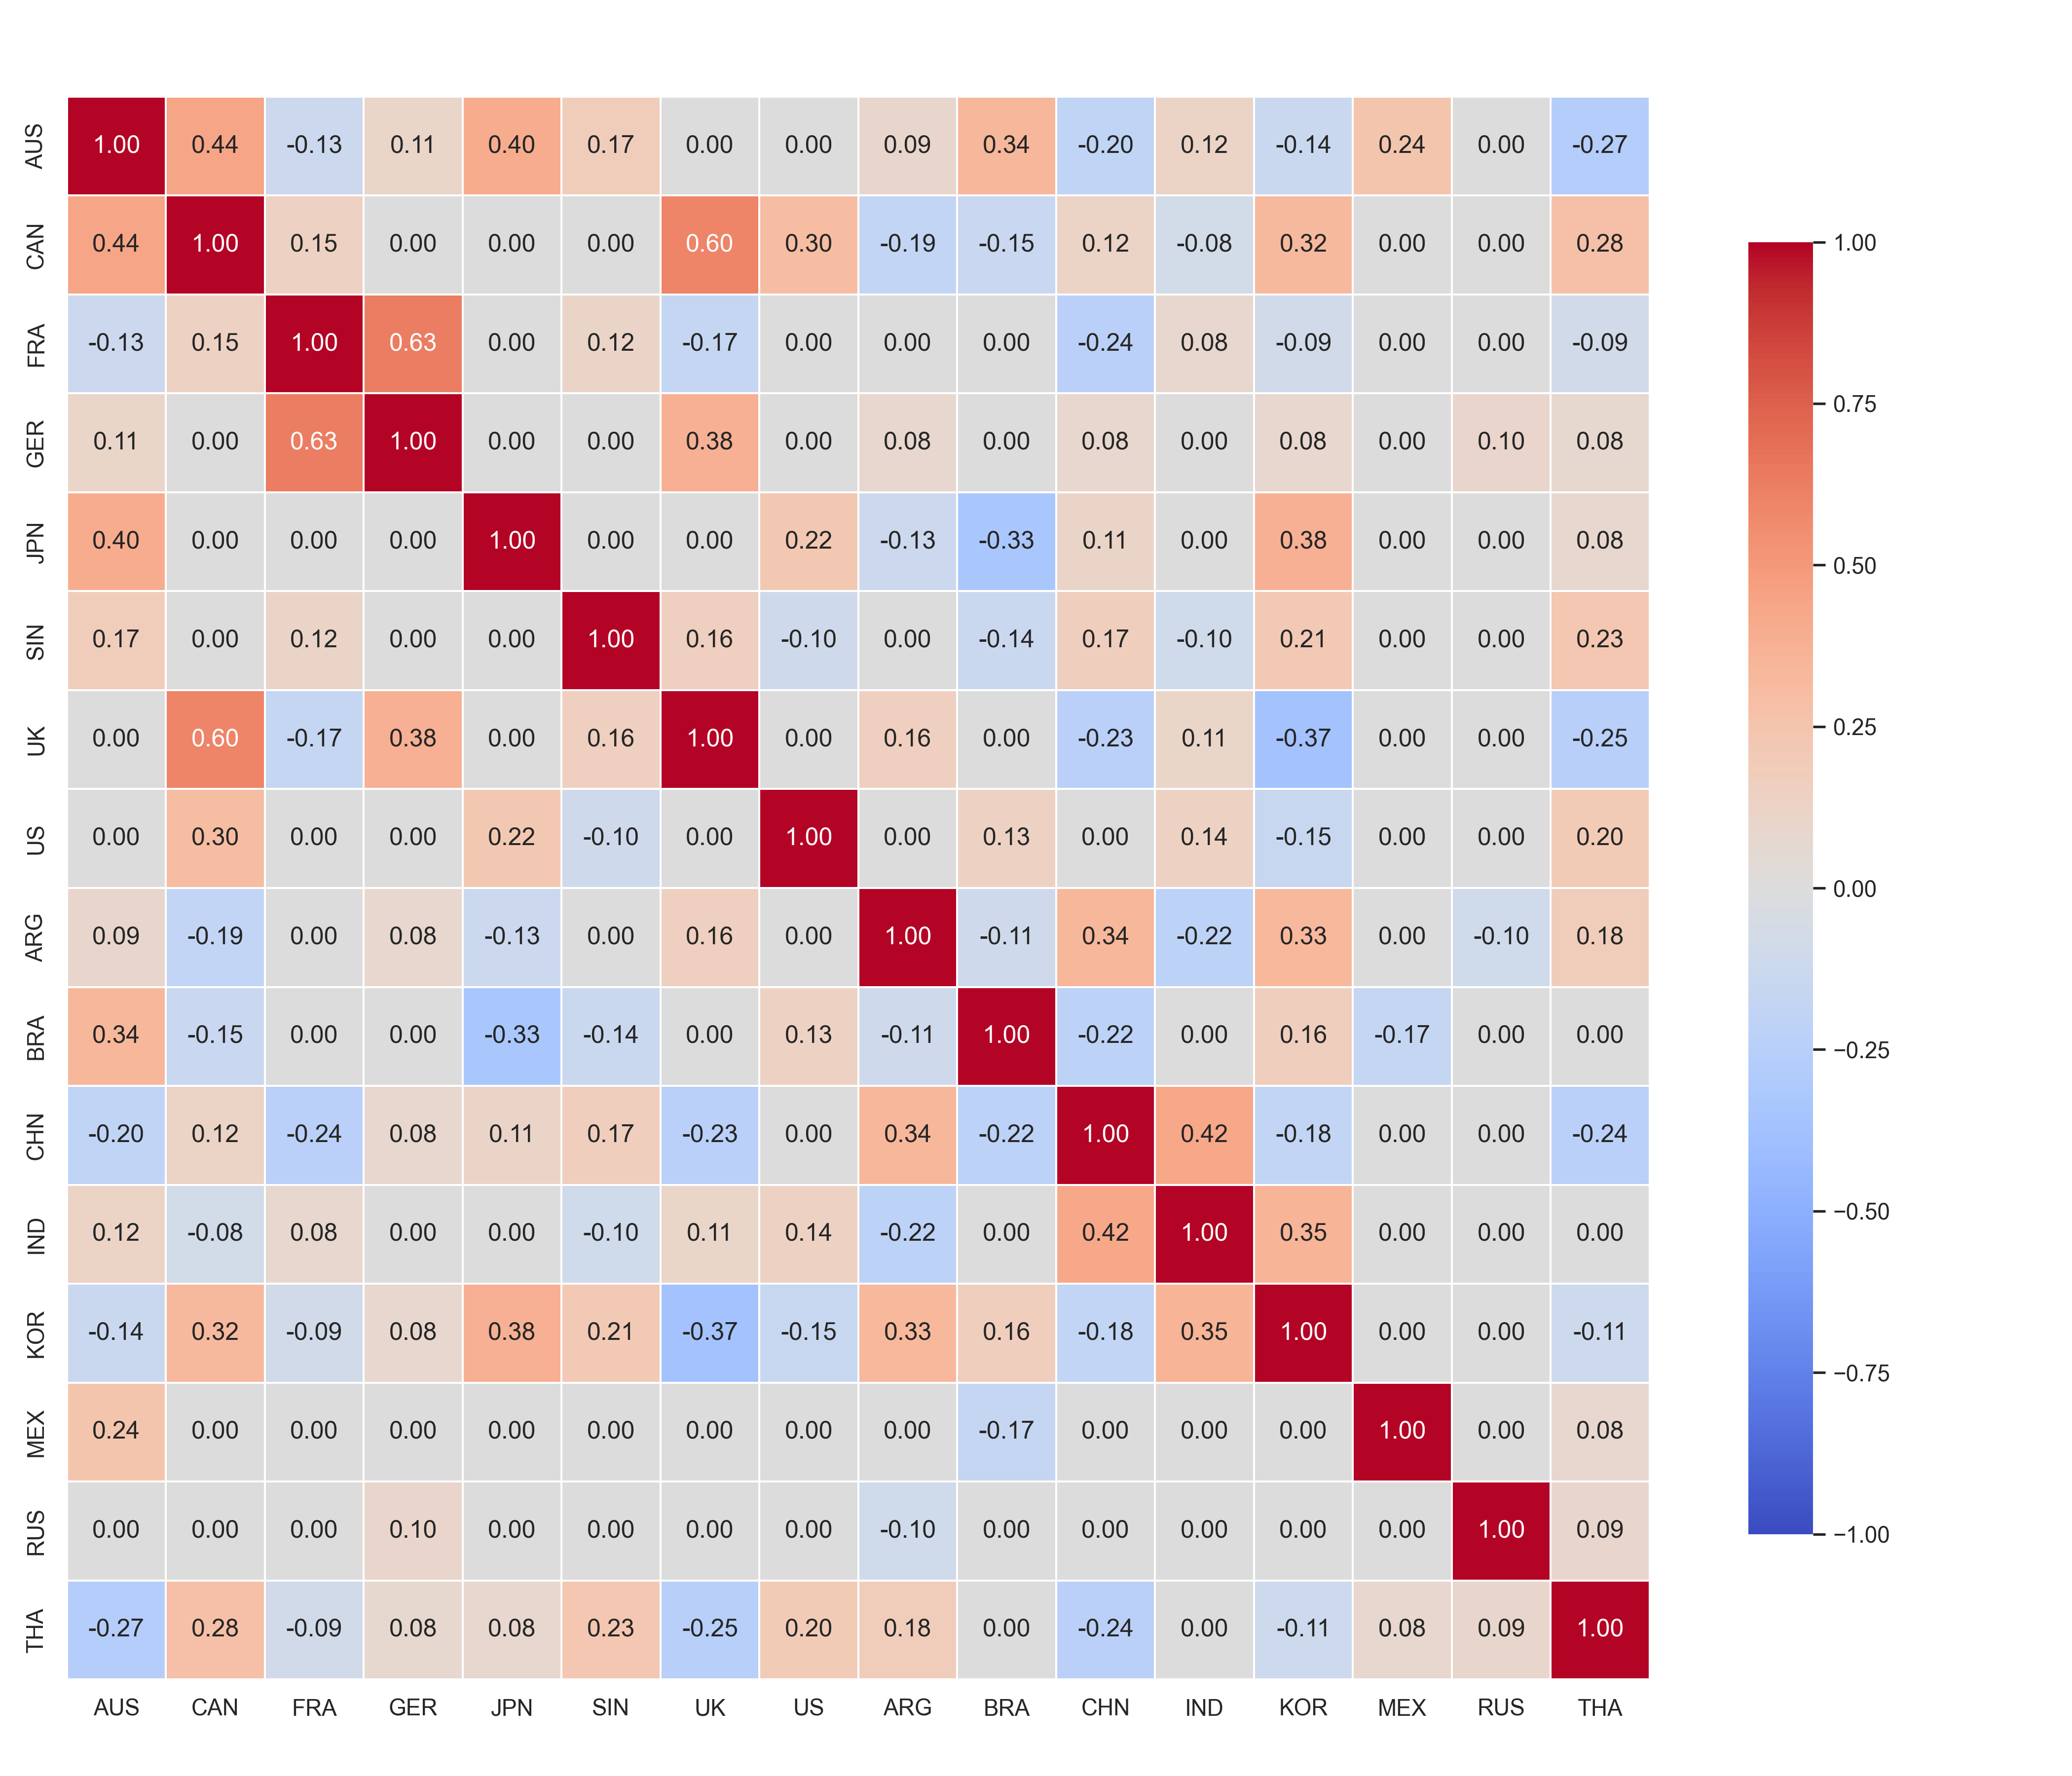 AUS 1.00 0.44 -0.13 0.11 0.40 0.17 0.00 0.00 0.09 0.34 -0.20 0.12 -0.14 0.24 0.00 -0.27
CAN 0.44 1.00 0.15 0.00 0.00 0.00 0.60 0.30 -0.19 -0.15 0.12 -0.08 0.32 0.00 0.00 0.28
FRA -0.13 0.15 1.00 0.63 0.00 0.12 -0.17 0.00 0.00 0.00 -0.24 0.08 -0.09 0.00 0.00 -0.09
GER 0.11 0.00 0.63 1.00 0.00 0.00 0.38 0.00 0.08 0.00 0.08 0.00 0.08 0.00 0.10 0.08
JPN 0.40 0.00 0.00 0.00 1.00 0.00 0.00 0.22 -0.13 -0.33 0.11 0.00 0.38 0.00 0.00 0.08
SIN 0.17 0.00 0.12 0.00 0.00 1.00 0.16 -0.10 0.00 -0.14 0.17 -0.10 0.21 0.00 0.00 0.23
UK 0.00 0.60 -0.17 0.38 0.00 0.16 1.00 0.00 0.16 0.00 -0.23 0.11 -0.37 0.00 0.00 -0.25
US 0.00 0.30 0.00 0.00 0.22 -0.10 0.00 1.00 0.00 0.13 0.00 0.14 -0.15 0.00 0.00 0.20
ARG 0.09 -0.19 0.00 0.08 -0.13 0.00 0.16 0.00 1.00 -0.11 0.34 -0.22 0.33 0.00 -0.10 0.18
BRA 0.34 -0.15 0.00 0.00 -0.33 -0.14 0.00 0.13 -0.11 1.00 -0.22 0.00 0.16 -0.17 0.00 0.00
CHN -0.20 0.12 -0.24 0.08 0.11 0.17 -0.23 0.00 0.34 -0.22 1.00 0.42 -0.18 0.00 0.00 -0.24
IND 0.12 -0.08 0.08 0.00 0.00 -0.10 0.11 0.14 -0.22 0.00 0.42 1.00 0.35 0.00 0.00 0.00
KOR -0.14 0.32 -0.09 0.08 0.38 0.21 -0.37 -0.15 0.33 0.16 -0.18 0.35 1.00 0.00 0.00 -0.11
MEX 0.24 0.00 0.00 0.00 0.00 0.00 0.00 0.00 0.00 -0.17 0.00 0.00 0.00 1.00 0.00 0.08
RUS 0.00 0.00 0.00 0.10 0.00 0.00 0.00 0.00 -0.10 0.00 0.00 0.00 0.00 0.00 1.00 0.09
THA -0.27 0.28 -0.09 0.08 0.08 0.23 -0.25 0.20 0.18 0.00 -0.24 0.00 -0.11 0.08 0.09 1.00
AUS CAN FRA GER JPN SIN UK US ARG BRA CHN IND KOR MEX RUS THA
1.00
0.75
0.50
0.25
0.00
−0.25
−0.50
−0.75
−1.00